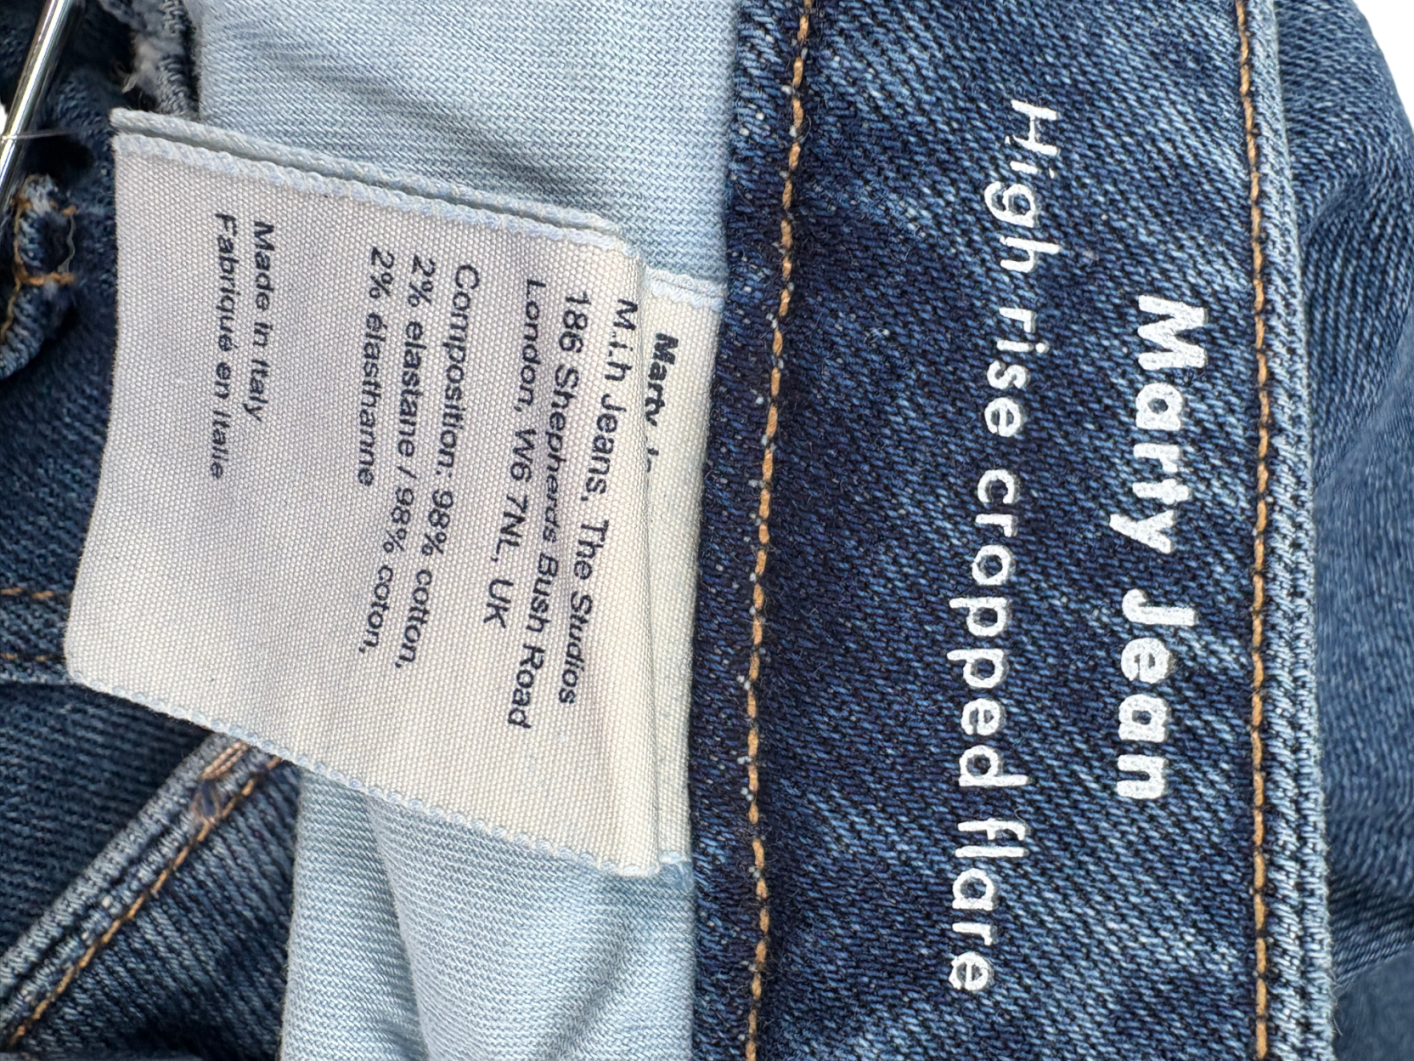 Marty Jean
High rise cropped flare
Marty
M.i.h Jeans, The Studios
186 Shepherds Bush Road
London, W6 7NL, UK
Composition: 98% cotton,
2% elastane / 98% coton,
2% élasthanne
Made in Italy
Fabriqué en Italie